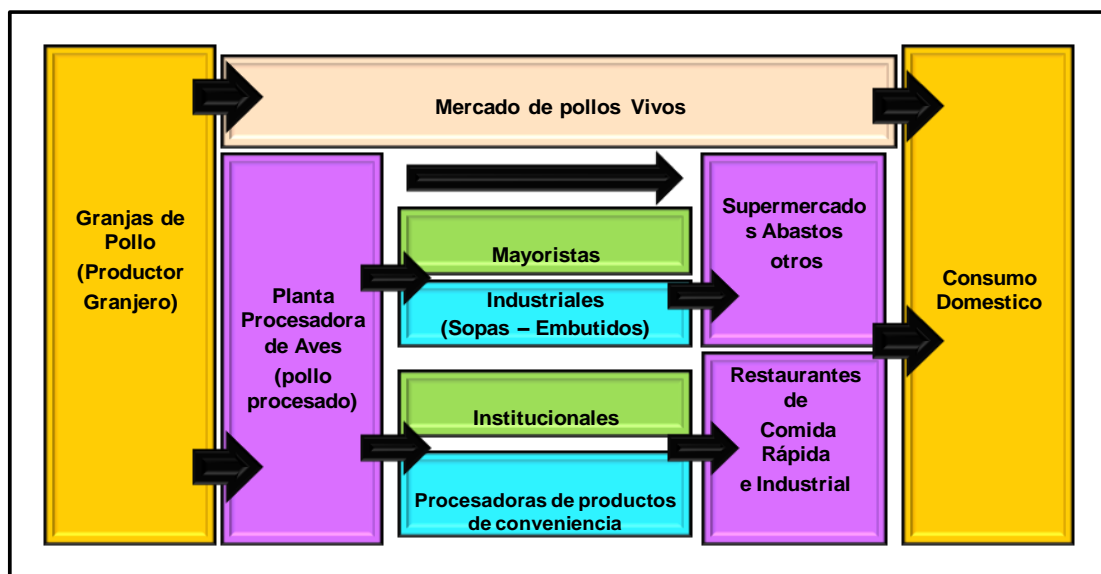 Mercado de pollos Vivos
Granjas de
Pollo
(Productor
Granjero)
Planta
Procesadora
de Aves
(pollo
procesado)
Mayoristas
Industriales
(Sopas – Embutidos)
Institucionales
Procesadoras de productos
de conveniencia
Supermercado
s Abastos
otros
Restaurantes
de
Comida
Rápida
e Industrial
Consumo
Domestico